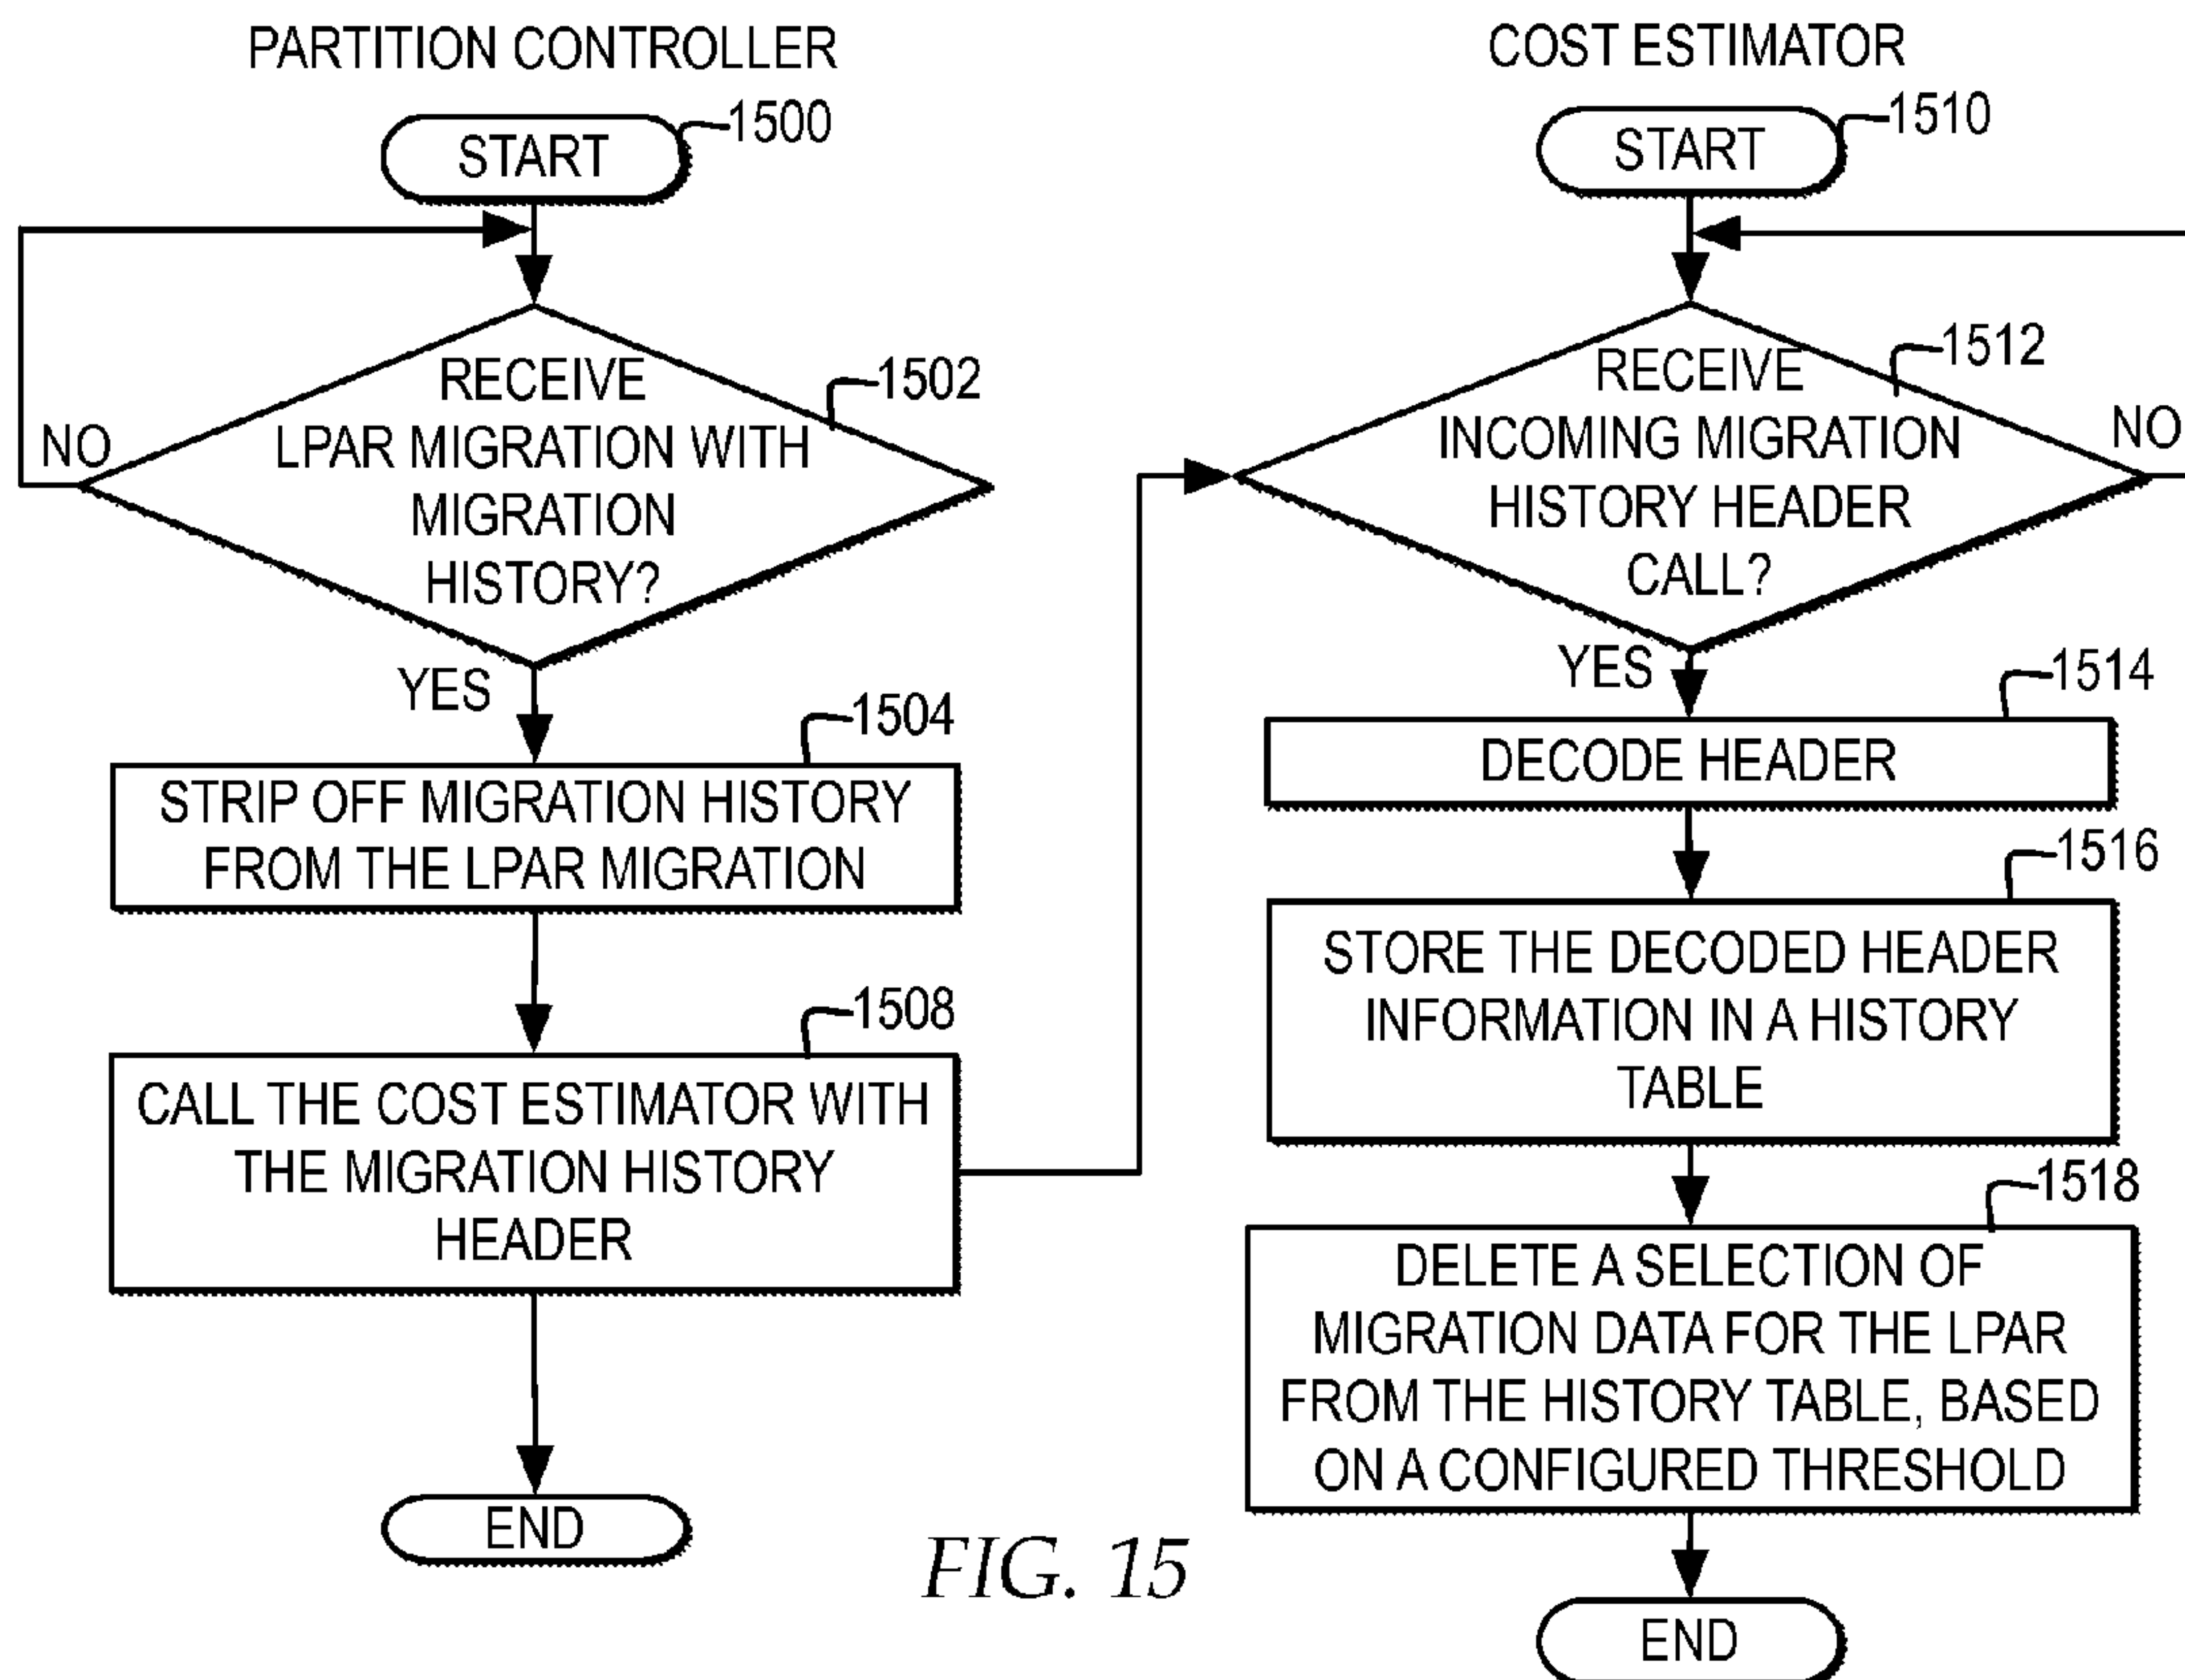 PARTITION CONTROLLER
START
1500
RECEIVE
LPAR MIGRATION WITH
MIGRATION
HISTORY?
1502
NO
YES
1504
STRIP OFF MIGRATION HISTORY
FROM THE LPAR MIGRATION
1508
CALL THE COST ESTIMATOR WITH
THE MIGRATION HISTORY
HEADER
END
COST ESTIMATOR
START
1510
RECEIVE
INCOMING MIGRATION
HISTORY HEADER
CALL?
1512
NO
YES
1514
DECODE HEADER
1516
STORE THE DECODED HEADER
INFORMATION IN A HISTORY
TABLE
1518
DELETE A SELECTION OF
MIGRATION DATA FOR THE LPAR
FROM THE HISTORY TABLE, BASED
ON A CONFIGURED THRESHOLD
END
FIG. 15